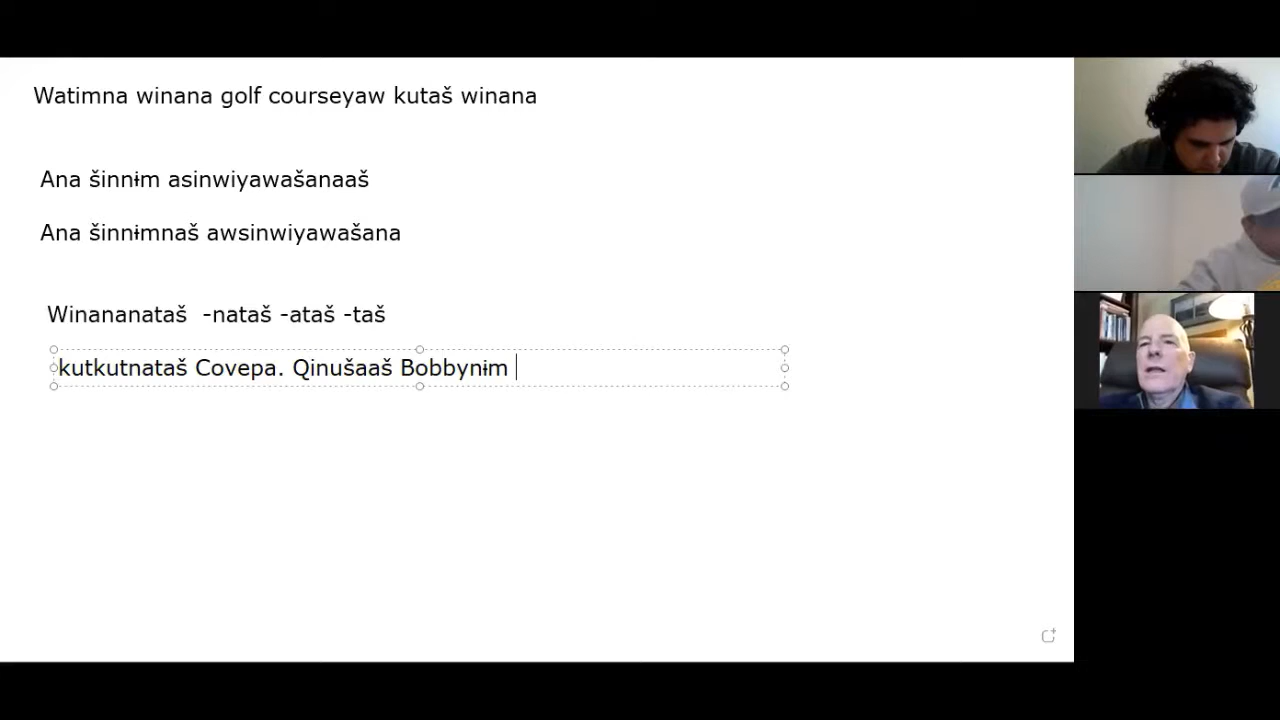 Watimna winana golf courseyaw kutaš winana
Ana šinnɨm asinwiyawašanaaš
Ana šinnɨmnaš awsinwiyawašana
Winananataš -nataš -ataš -taš
kutkutnataš Covepa. Qinušaaš Bobbynɨm